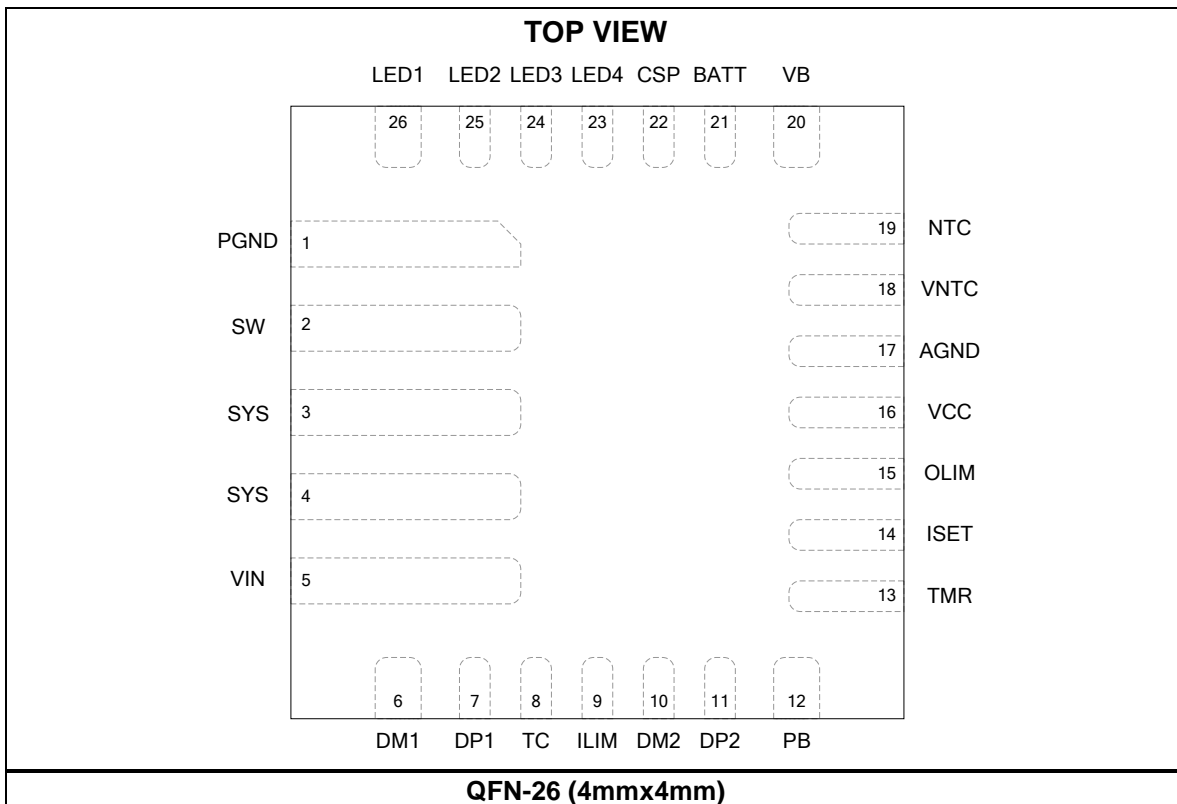 TOP VIEW
LED1 LED2 LED3 LED4 CSP BATT VB
26 25 24 23 22 21 20
PGND 1
19 NTC
18 VNTC
SW 2
17 AGND
SYS 3
16 VCC
15 OLIM
SYS 4
14 ISET
VIN 5
13 TMR
6 7 8 9 10 11 12
DM1 DP1 TC ILIM DM2 DP2 PB
QFN-26 (4mmx4mm)